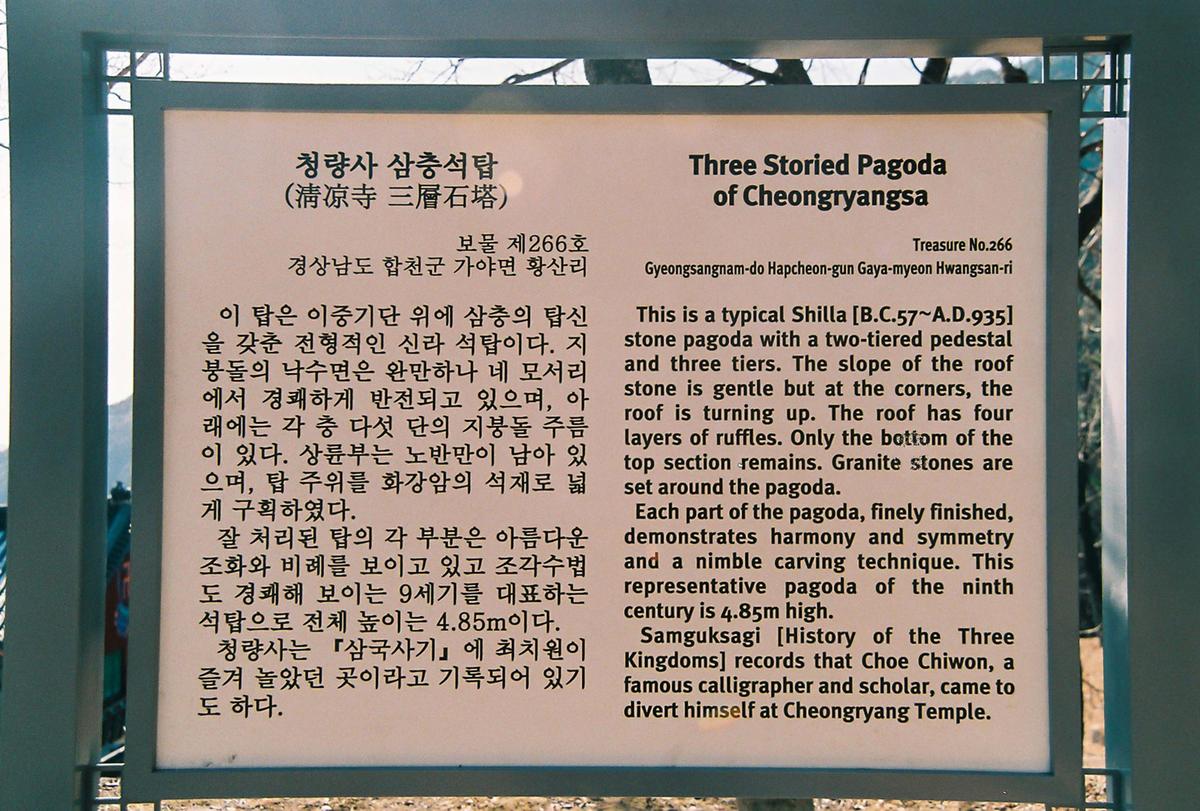 청량사 삼층석탑
(淸凉寺 三層石塔)
보물 제266호
경상남도 합천군 가야면 황산리
이 탑은 이중기단 위에 삼층의 탑신
을 갖춘 전형적인 신라 석탑이다. 지
붕돌의 낙수면은 완만하나 네 모서리
에서 경쾌하게 반전되고 있으며, 아
래에는 각 층 다섯 단의 지붕돌 주름
이 있다. 상륜부는 노반만이 남아 있
으며, 탑 주위를 화강암의 석재로 넓
게 구획하였다.
잘 처리된 탑의 각 부분은 아름다운
조화와 비례를 보이고 있고 조각수법
도 경쾌해 보이는 9세기를 대표하는
석탑으로 전체 높이는 4.85m이다.
청량사는 『삼국사기』에 최치원이
즐겨 놀았던 곳이라고 기록되어 있기
도 하다.
Three Storied Pagoda
of Cheongryangsa
Treasure No.266
Gyeongsangnam-do Hapcheon-gun Gaya-myeon Hwangsan-ri
This is a typical Shilla [B.C.57~A.D.935]
stone pagoda with a two-tiered pedestal
and three tiers. The slope of the roof
stone is gentle but at the corners, the
roof is turning up. The roof has four
layers of ruffles. Only the bottom of the
top section remains. Granite stones are
set around the pagoda.
Each part of the pagoda, finely finished,
demonstrates harmony and symmetry
and a nimble carving technique. This
representative pagoda of the ninth
century is 4.85m high.
Samguksagi [History of the Three
Kingdoms] records that Choe Chiwon, a
famous calligrapher and scholar, came to
divert himself at Cheongryang Temple.